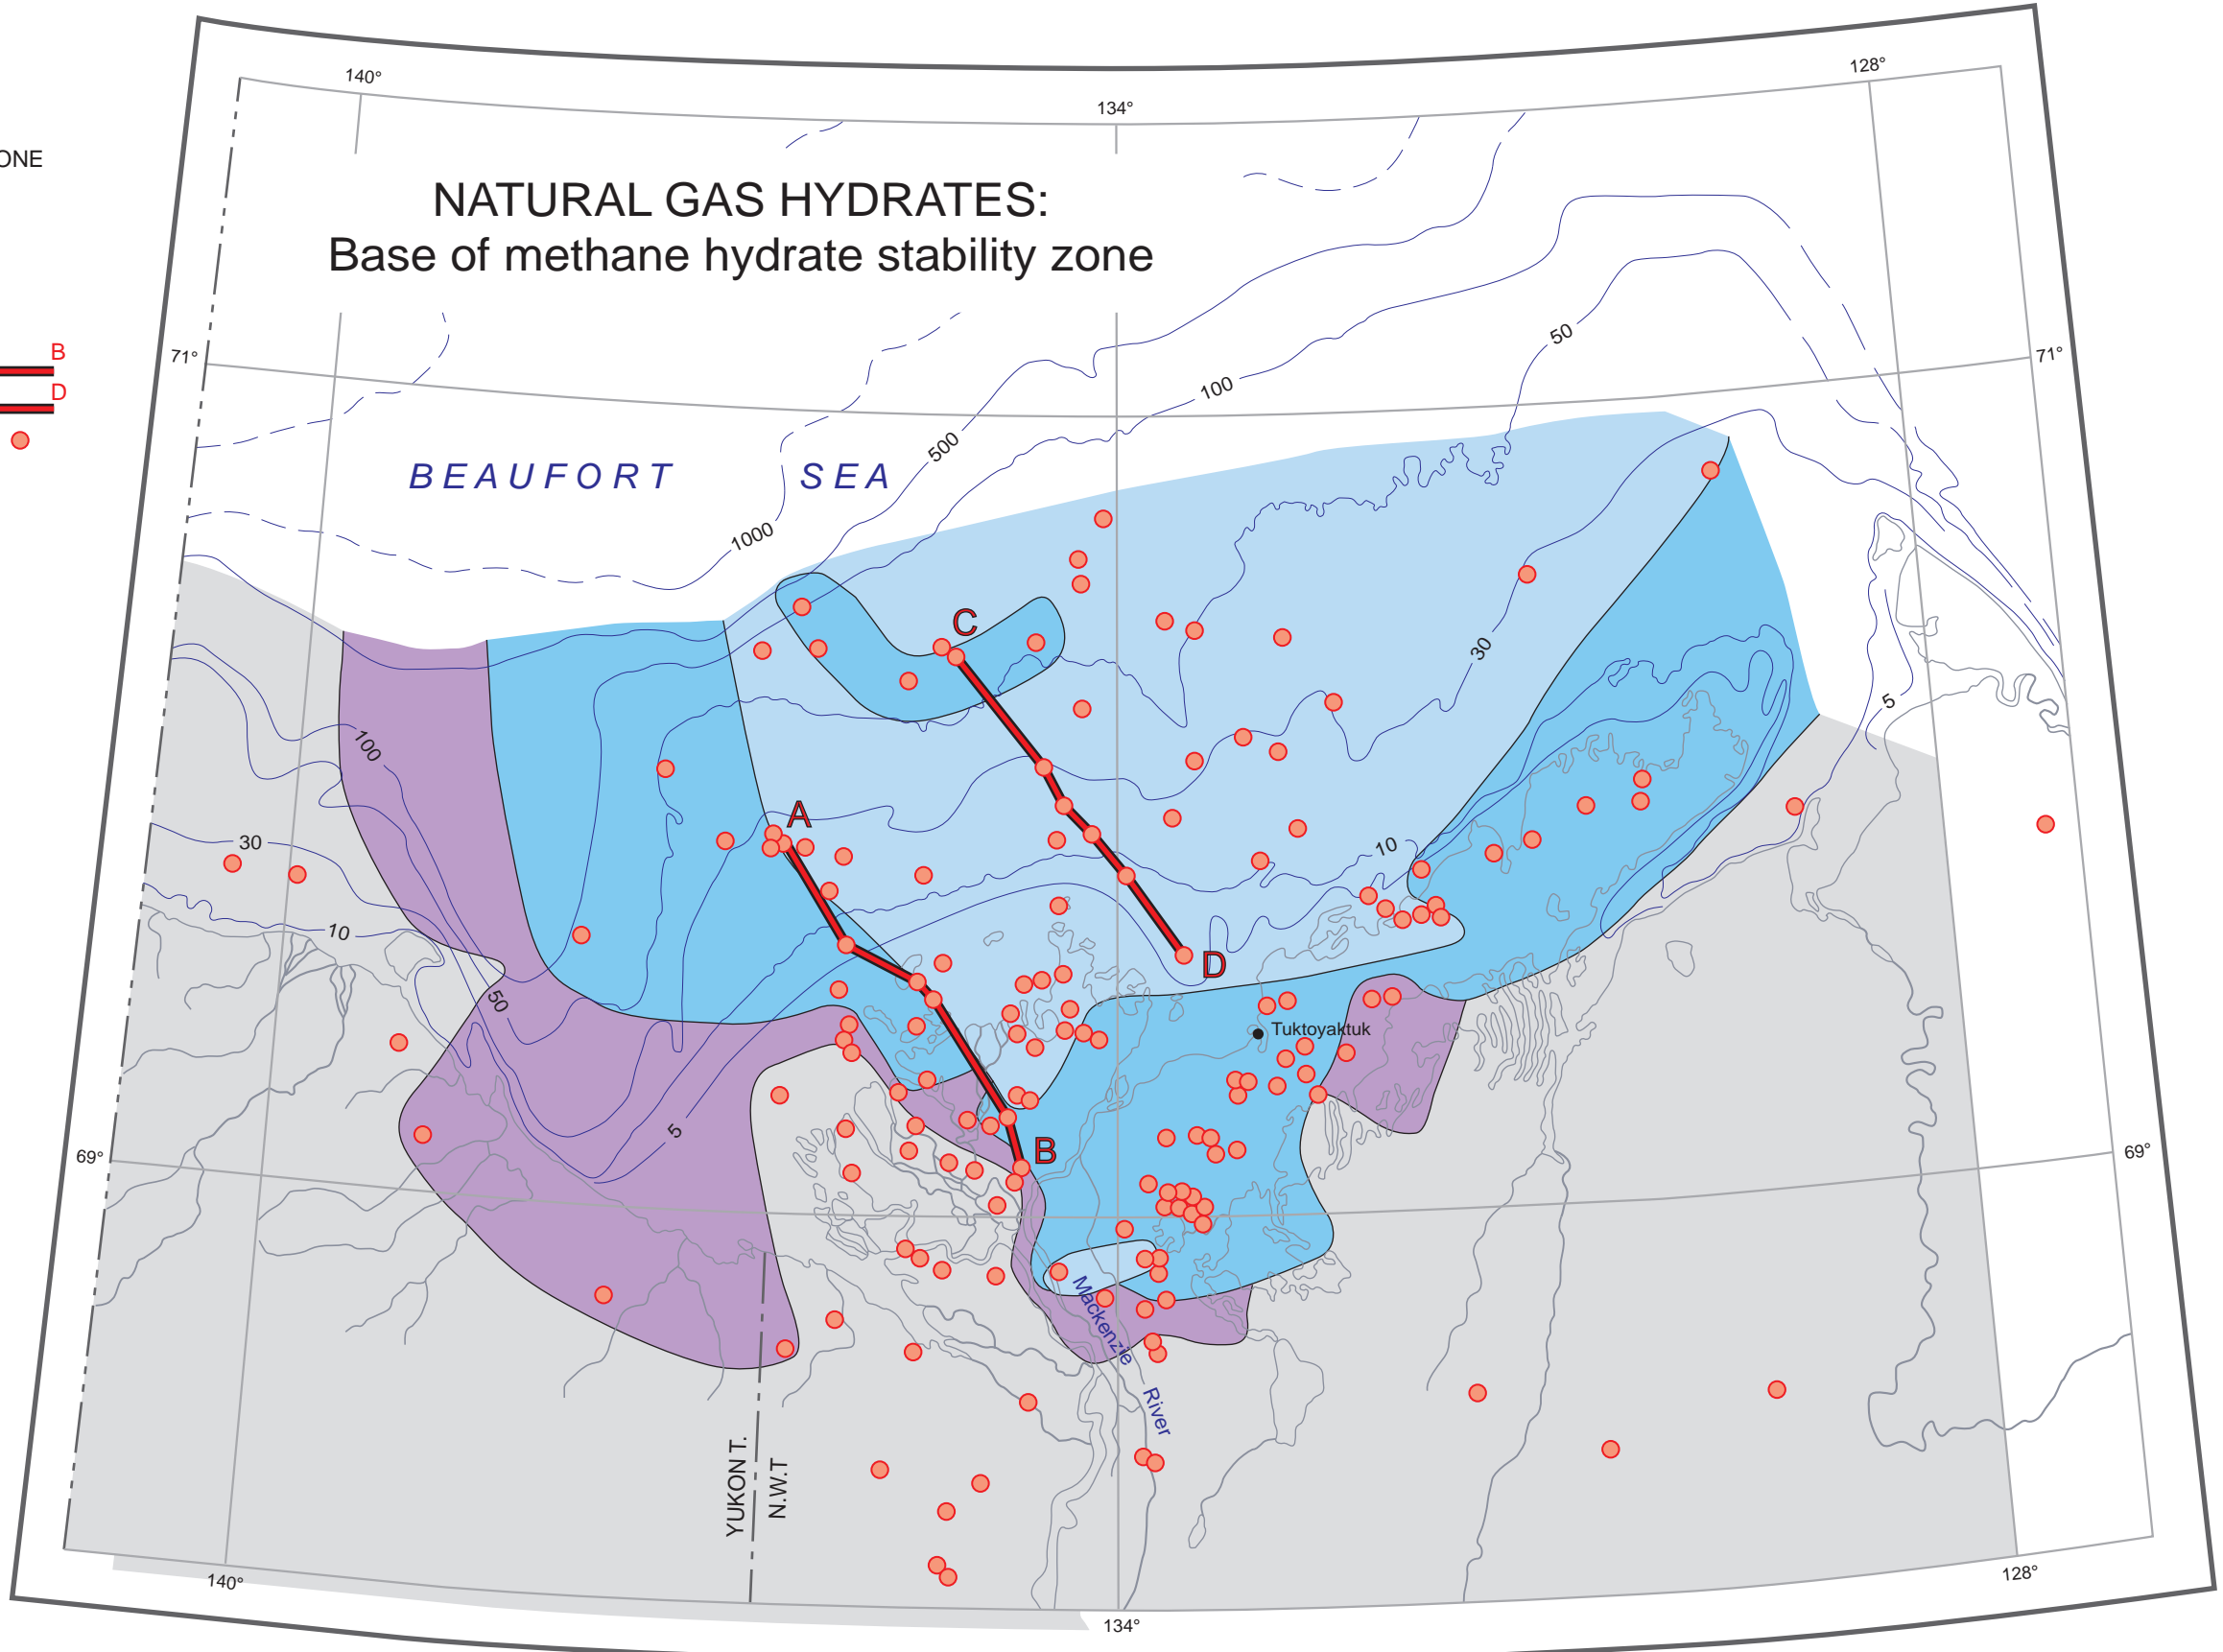 140°
134°
128°
ONE
NATURAL GAS HYDRATES:
Base of methane hydrate stability zone
B
D
71°
71°
50
100
500
BEAUFORT SEA
1000
C
30
5
100
A
30
10
10
D
50
Tuktoyaktuk
5
B
69°
69°
Mackenzie
River
YUKON T.
N.W.T
140°
128°
134°